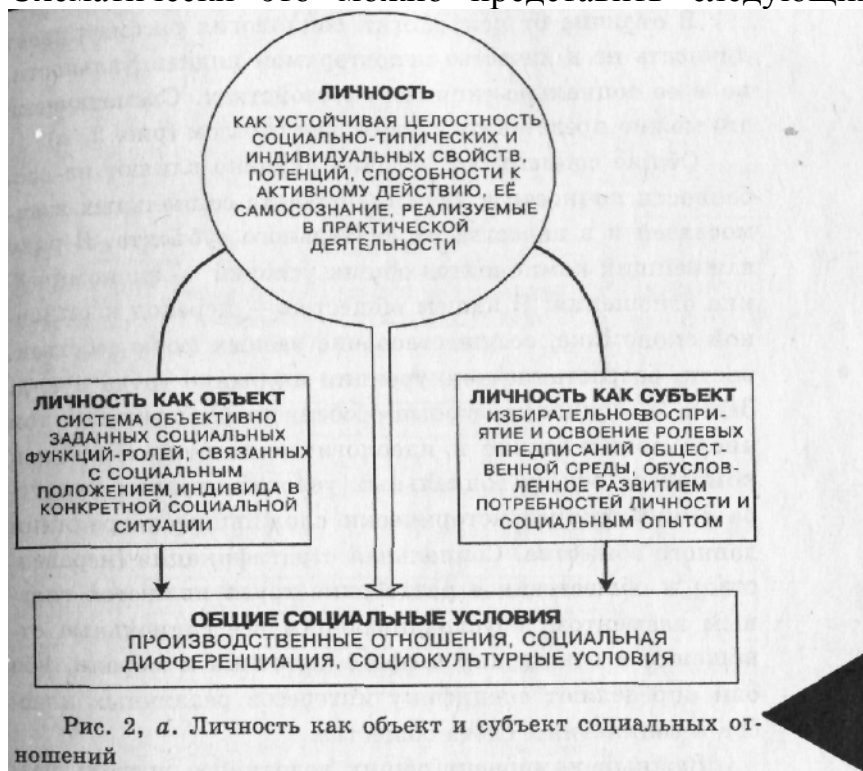 Схематически это можно представить следующим
ЛИЧНОСТЬ
КАК УСТОЙЧИВАЯ ЦЕЛОСТНОСТЬ
СОЦИАЛЬНО-ТИПИЧЕСКИХ И
ИНДИВИДУАЛЬНЫХ СВОЙСТВ,
ПОТЕНЦИЙ, СПОСОБНОСТИ К
АКТИВНОМУ ДЕЙСТВИЮ, ЕЁ
САМОСОЗНАНИЕ, РЕАЛИЗУЕМЫЕ
В ПРАКТИЧЕСКОЙ
ДЕЯТЕЛЬНОСТИ
ЛИЧНОСТЬ КАК ОБЪЕКТ
СИСТЕМА ОБЪЕКТИВНО
ЗАДАННЫХ СОЦИАЛЬНЫХ
ФУНКЦИЙ-РОЛЕЙ, СВЯЗАННЫХ
С СОЦИАЛЬНЫМ
ПОЛОЖЕНИЕМ ИНДИВИДА В
КОНКРЕТНОЙ СОЦИАЛЬНОЙ
СИТУАЦИИ
ЛИЧНОСТЬ КАК СУБЪЕКТ
ИЗБИРАТЕЛЬНОЕВОСПРИ-
ЯТИЕ И ОСВОЕНИЕ РОЛЕВЫХ
ПРЕДПИСАНИЙ ОБЩЕСТ-
ВЕННОЙ СРЕДЫ, ОБУСЛОВ-
ЛЕННОЕ РАЗВИТИЕМ
ПОТРЕБНОСТЕЙ ЛИЧНОСТИ И
СОЦИАЛЬНЫМ ОПЫТОМ
ОБЩИЕ СОЦИАЛЬНЫЕ УСЛОВИЯ
ПРОИЗВОДСТВЕННЫЕ ОТНОШЕНИЯ, СОЦИАЛЬНАЯ
ДИФФЕРЕНЦИАЦИЯ, СОЦИОКУЛЬТУРНЫЕ УСЛОВИЯ
Рис. 2, а. Личность как объект и субъект социальных от-
ношений